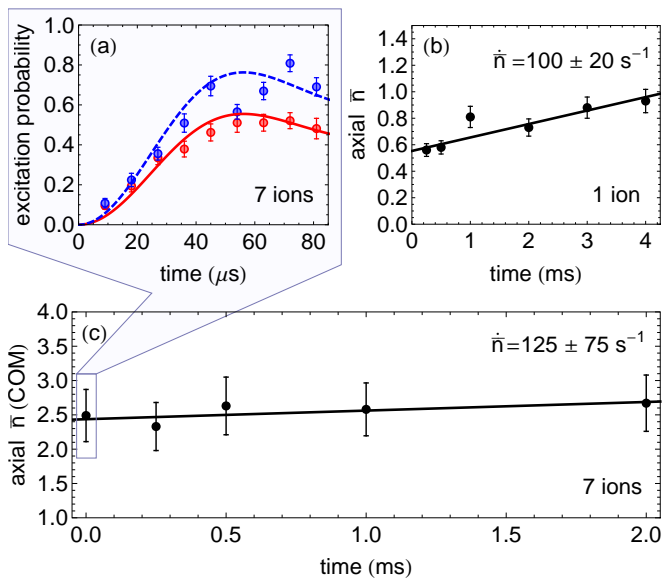 (a)
excitation probability
1.0
0.8
0.6
0.4
0.2
0.0
0 20 40 60 80
time (μs)
7 ions
(b)
n̄̇ = 100 ± 20 s⁻¹
axial n̄
1.4
1.2
1.0
0.8
0.6
0.4
0.2
0.0
0 1 2 3 4
time (ms)
1 ion
(c)
n̄̇ = 125 ± 75 s⁻¹
axial n̄ (COM)
4.0
3.5
3.0
2.5
2.0
1.5
1.0
0.0 0.5 1.0 1.5 2.0
time (ms)
7 ions